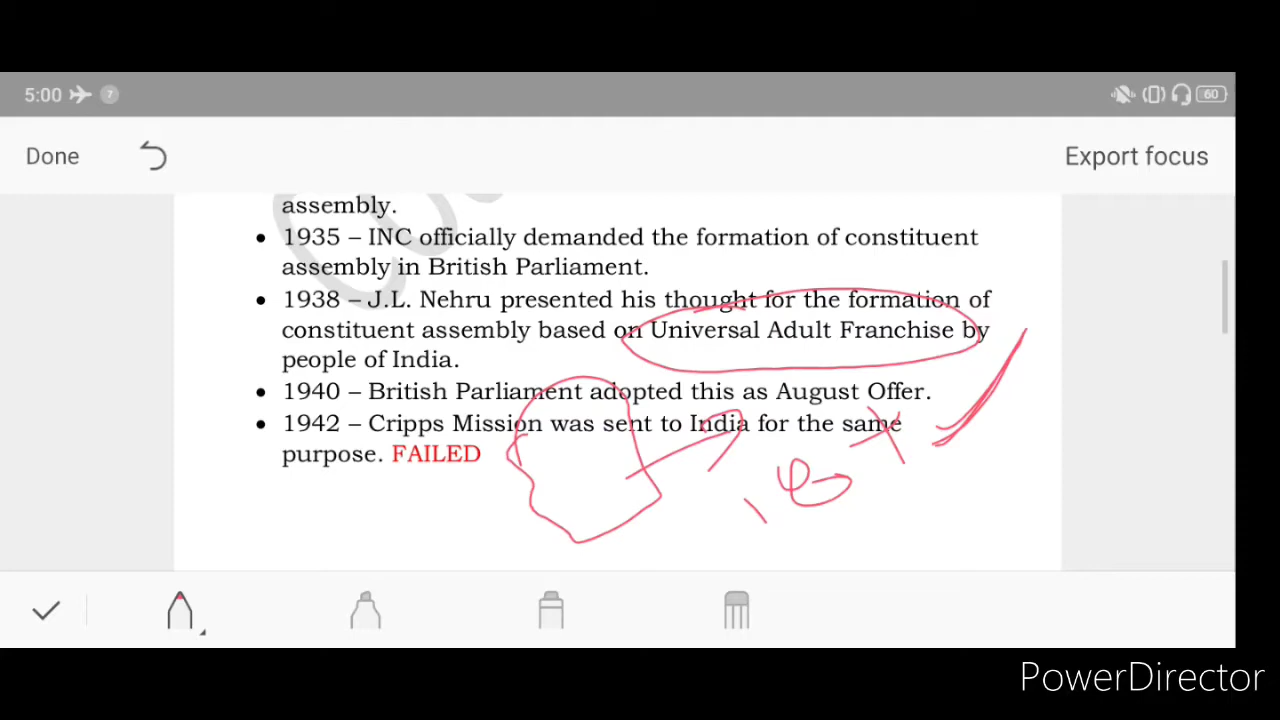 5:00 7 60
Done Export focus
assembly.
• 1935 – INC officially demanded the formation of constituent
assembly in British Parliament.
• 1938 – J.L. Nehru presented his thought for the formation of
constituent assembly based on Universal Adult Franchise by
people of India.
• 1940 – British Parliament adopted this as August Offer.
• 1942 – Cripps Mission was sent to India for the same
purpose. FAILED
PowerDirector